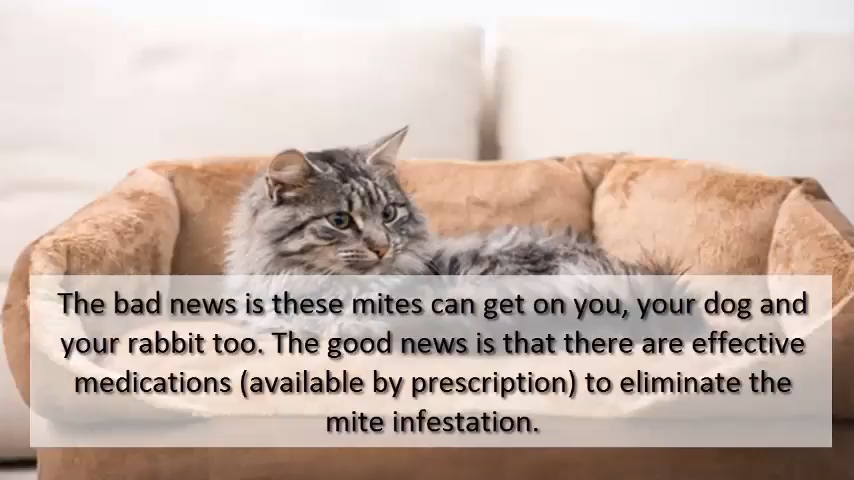 The bad news is these mites can get on you, your dog and
your rabbit too. The good news is that there are effective
medications (available by prescription) to eliminate the
mite infestation.